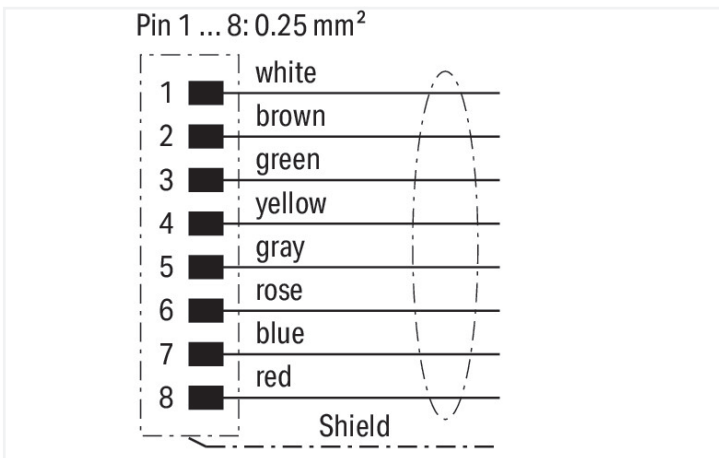 Pin 1 ... 8: 0.25 mm²
1 white
2 brown
3 green
4 yellow
5 gray
6 rose
7 blue
8 red
Shield